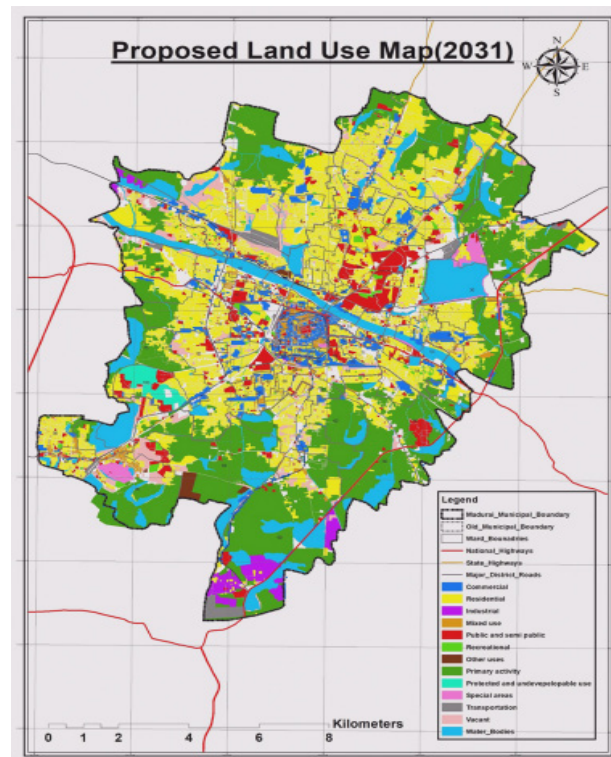 Proposed Land Use Map(2031)
N
W E
S
Legend
Madurai_Municipal_Boundary
Old_Municipal_Boundary
Ward_Bounadries
National_Highways
State_Highways
Major_District_Roads
Commercial
Residential
Industrial
Mixed use
Public and semi public
Recreational
Other uses
Primary activity
Protected and undevepelopable use
Special areas
Transportation
Vacant
Water_Bodies
Kilometers
0 1 2 4 6 8